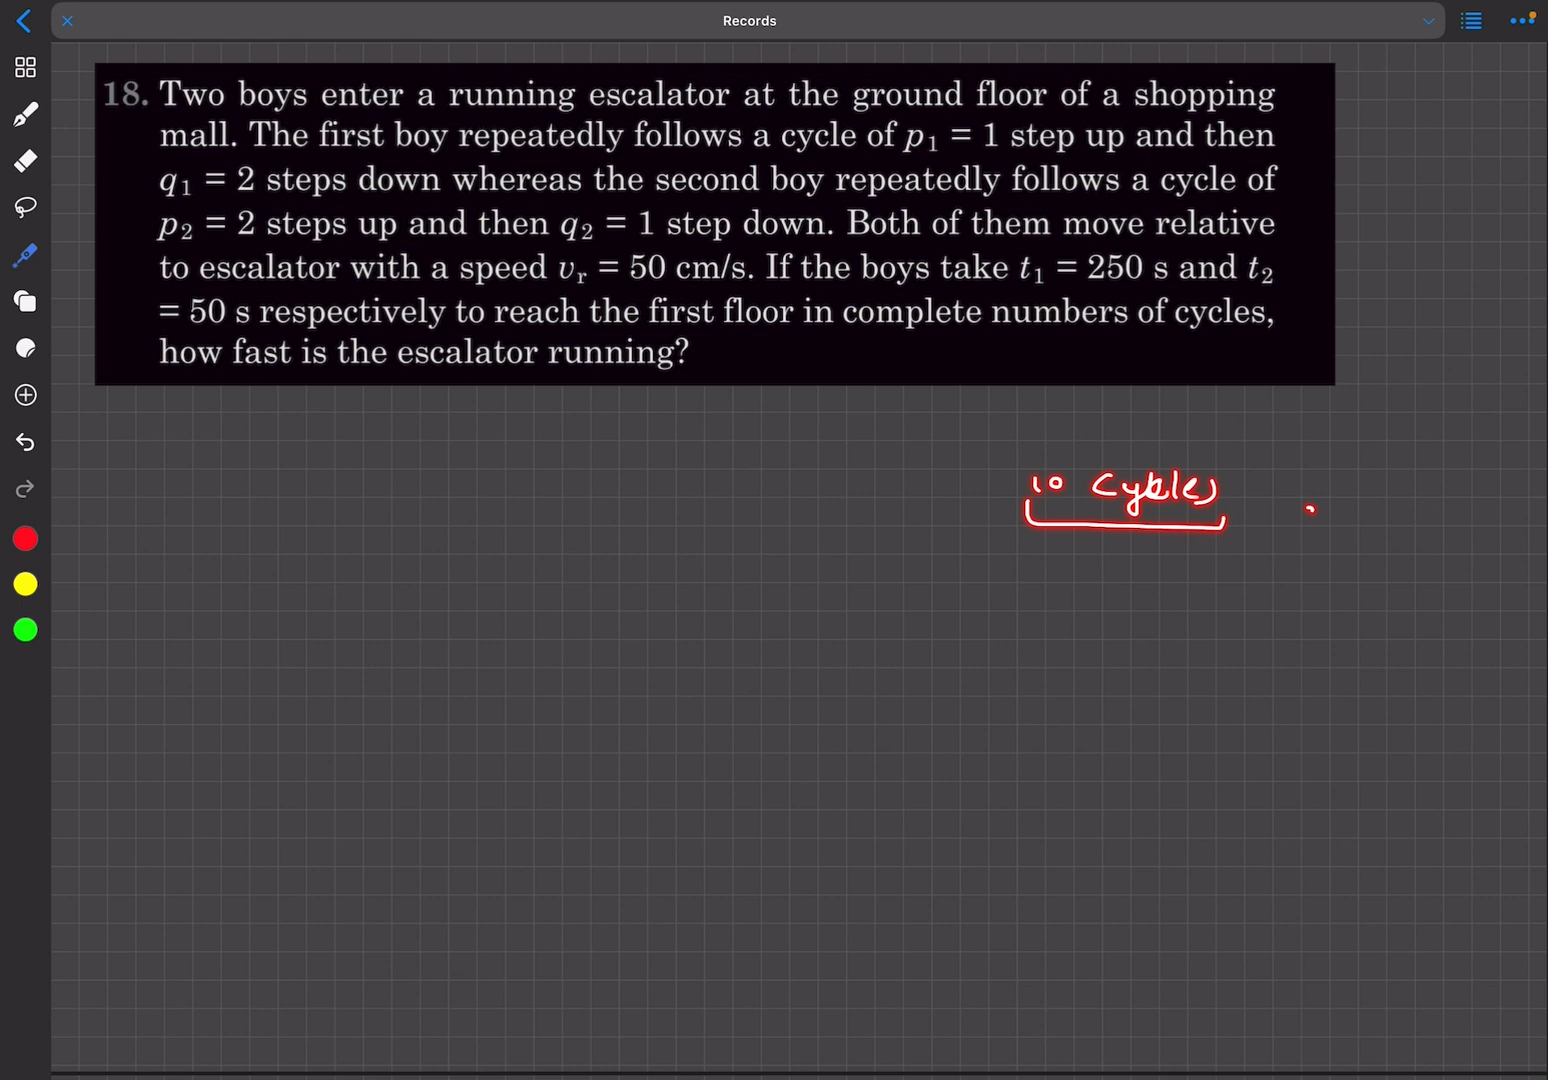 Records
18. Two boys enter a running escalator at the ground floor of a shopping
mall. The first boy repeatedly follows a cycle of p₁ = 1 step up and then
q₁ = 2 steps down whereas the second boy repeatedly follows a cycle of
p₂ = 2 steps up and then q₂ = 1 step down. Both of them move relative
to escalator with a speed vᵣ = 50 cm/s. If the boys take t₁ = 250 s and t₂
= 50 s respectively to reach the first floor in complete numbers of cycles,
how fast is the escalator running?
10 Cycles